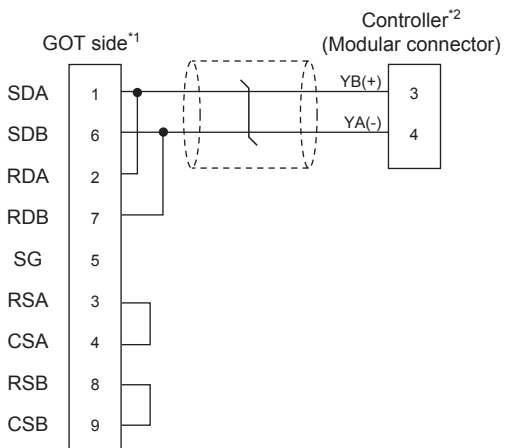 Controller*2
(Modular connector)
GOT side*1
SDA 1 YB(+) 3
SDB 6 YA(-) 4
RDA 2
RDB 7
SG 5
RSA 3
CSA 4
RSB 8
CSB 9